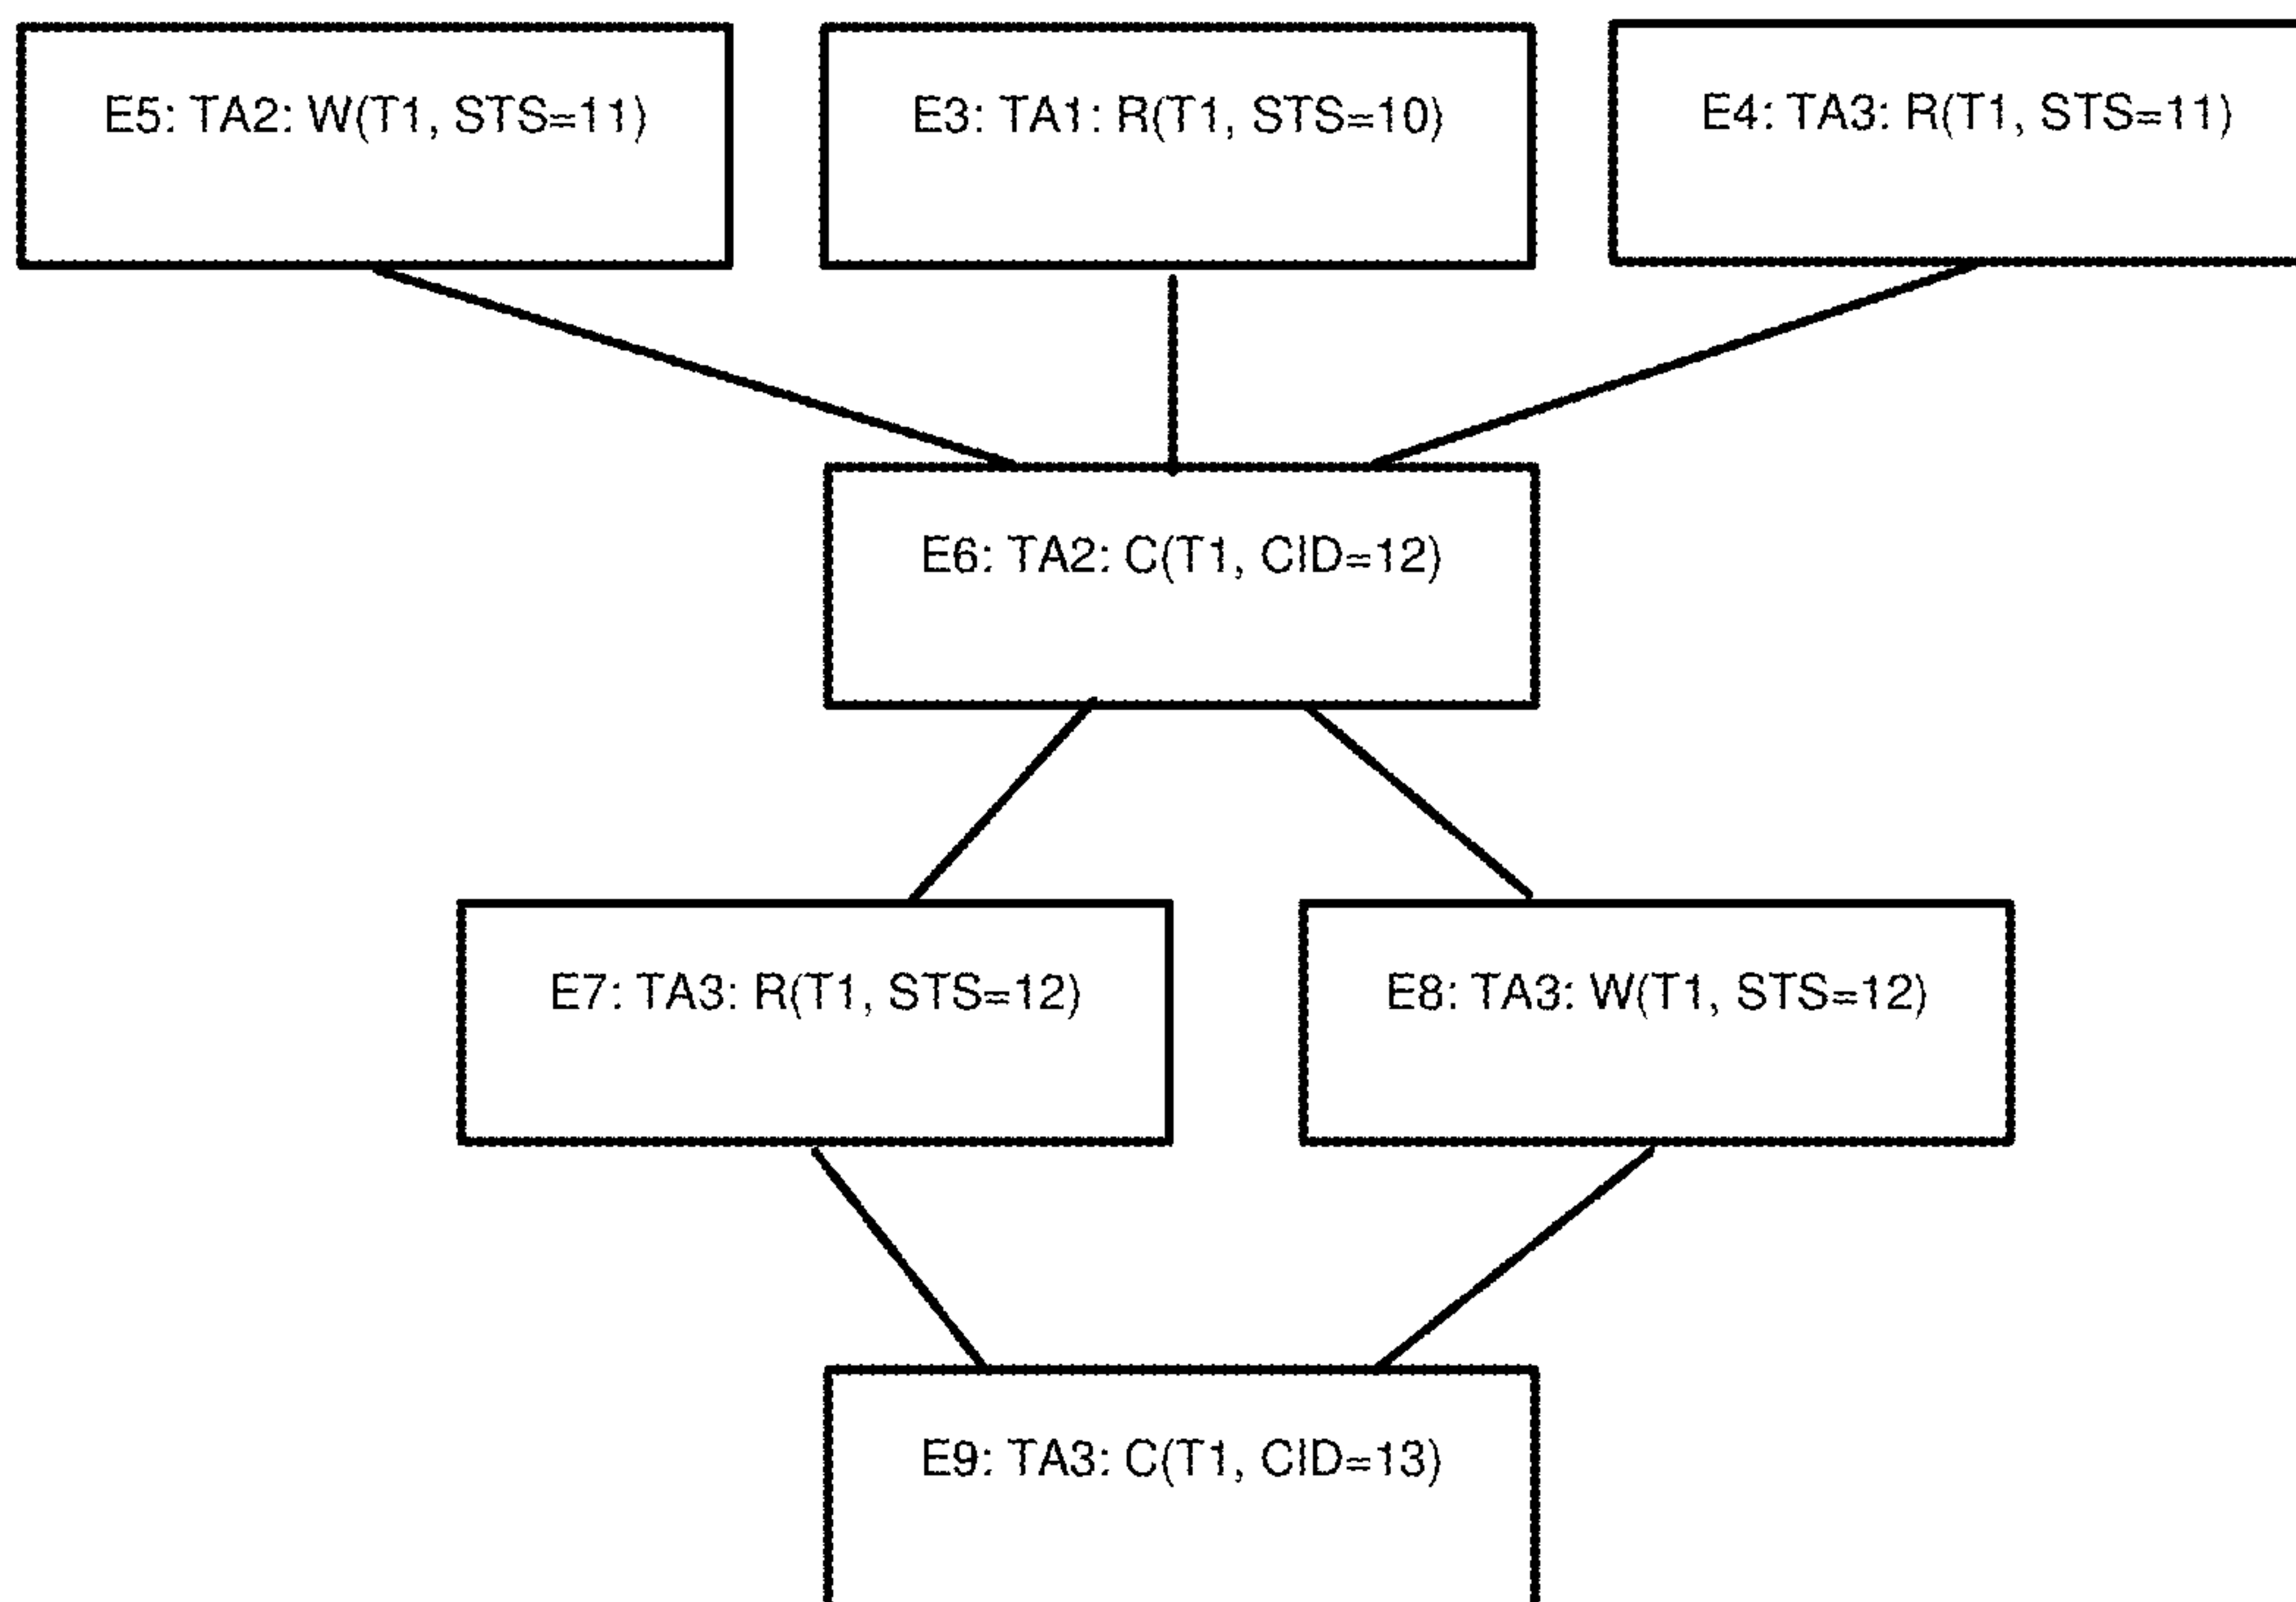 E5: TA2: W(T1, STS=11)
E3: TA1: R(T1, STS=10)
E4: TA3: R(T1, STS=11)
E6: TA2: C(T1, CID=12)
E7: TA3: R(T1, STS=12)
E8: TA3: W(T1, STS=12)
E9: TA3: C(T1, CID=13)